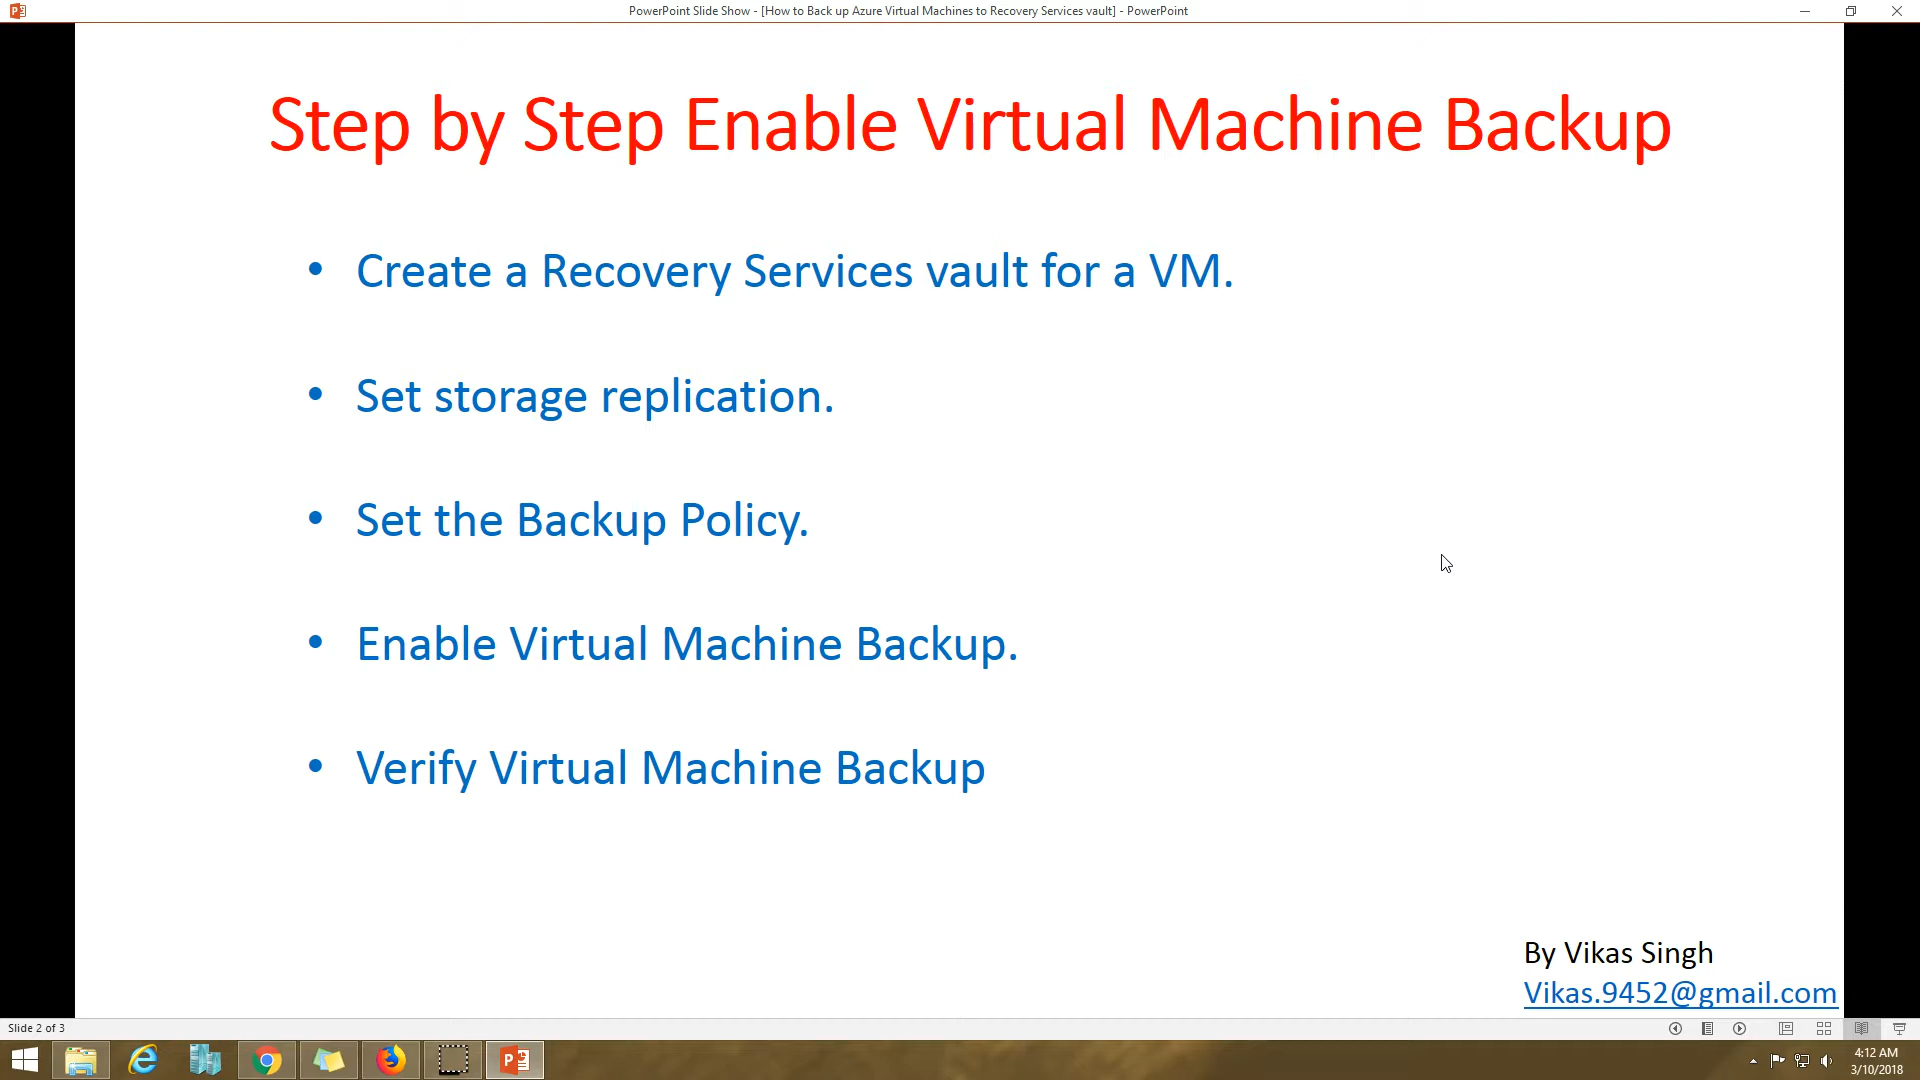 PowerPoint Slide Show - [How to Back up Azure Virtual Machines to Recovery Services vault] - PowerPoint
Step by Step Enable Virtual Machine Backup
• Create a Recovery Services vault for a VM.
• Set storage replication.
• Set the Backup Policy.
• Enable Virtual Machine Backup.
• Verify Virtual Machine Backup
By Vikas Singh
Vikas.9452@gmail.com
Slide 2 of 3
4:12 AM
3/10/2018